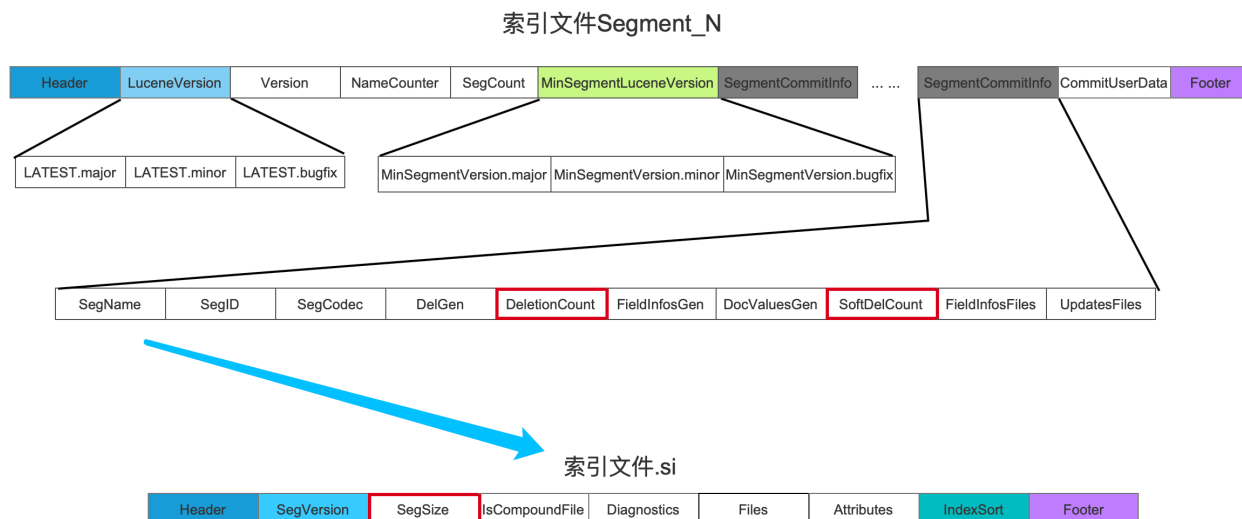 索引文件Segment_N
Header LuceneVersion Version NameCounter SegCount MinSegmentLuceneVersion SegmentCommitInfo ... ... SegmentCommitInfo CommitUserData Footer
LATEST.major LATEST.minor LATEST.bugfix MinSegmentVersion.major MinSegmentVersion.minor MinSegmentVersion.bugfix
SegName SegID SegCodec DelGen DeletionCount FieldInfosGen DocValuesGen SoftDelCount FieldInfosFiles UpdatesFiles
索引文件.si
Header SegVersion SegSize IsCompoundFile Diagnostics Files Attributes IndexSort Footer